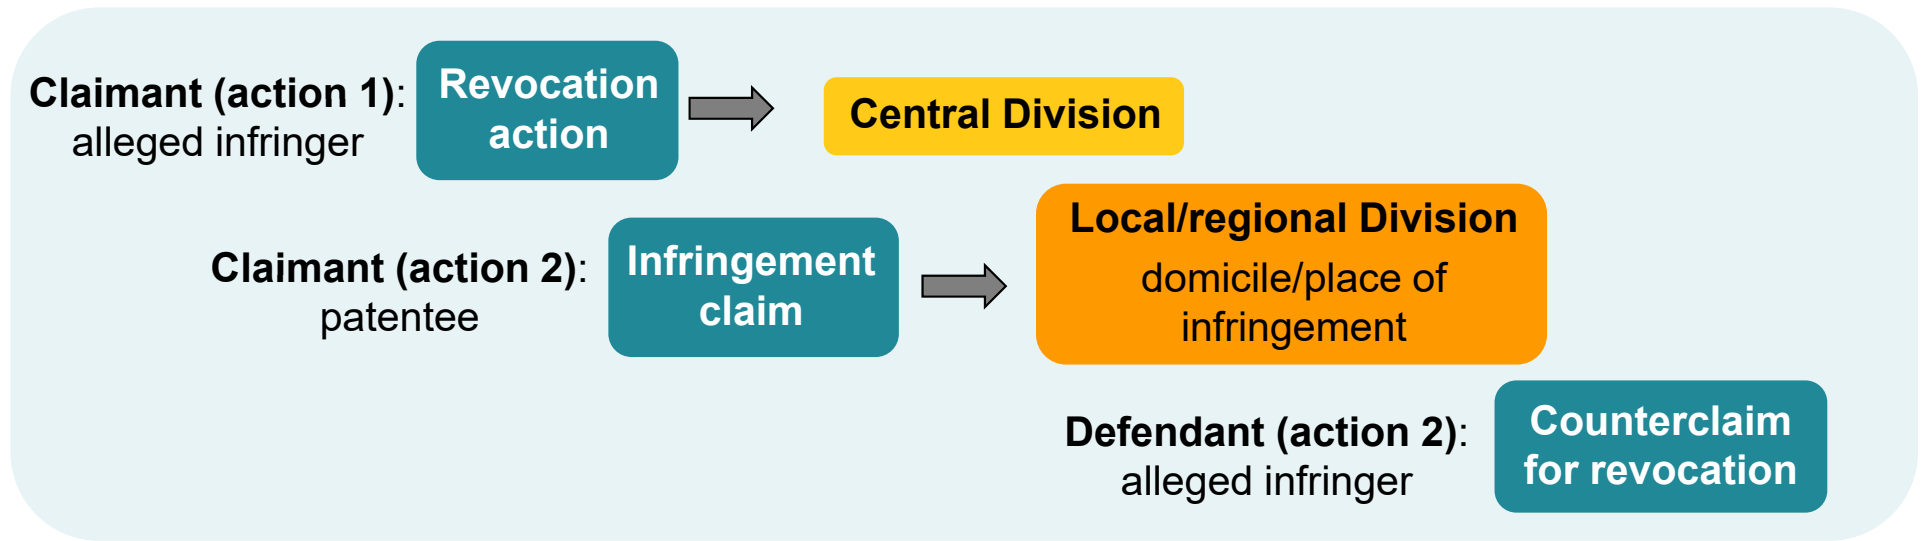 Claimant (action 1):
alleged infringer
Revocation
action
Central Division
Claimant (action 2):
patentee
Infringement
claim
Local/regional Division
domicile/place of
infringement
Defendant (action 2):
alleged infringer
Counterclaim
for revocation